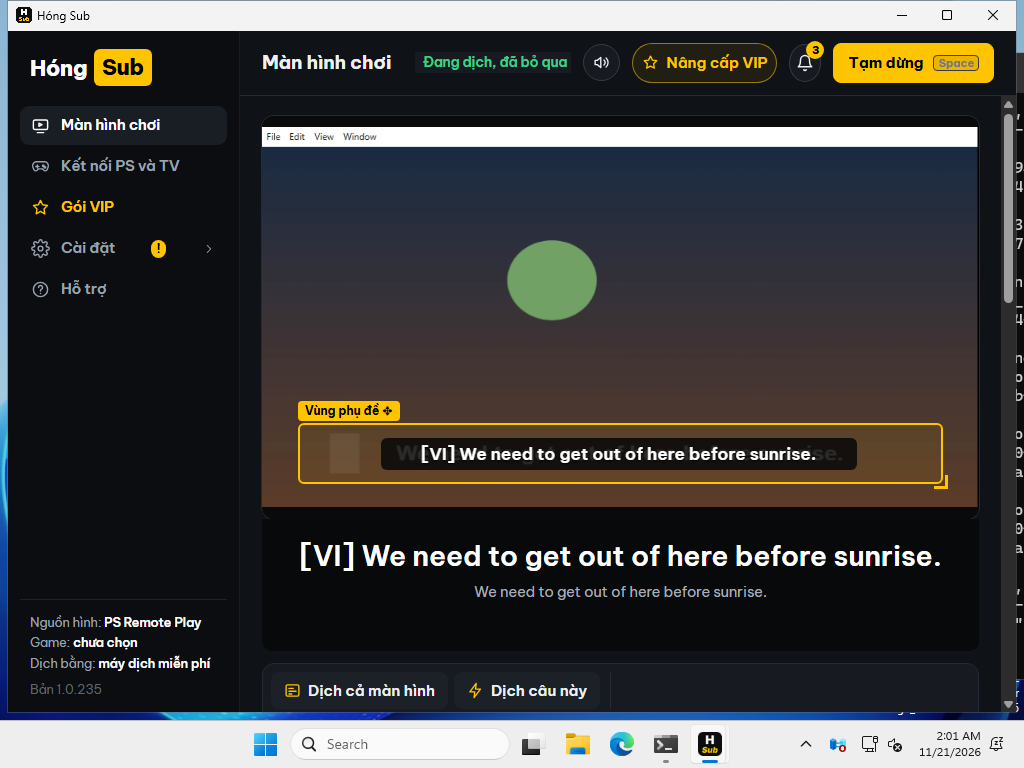 Hóng Sub
Hóng Sub
Màn hình chơi
Đang dịch, đã bỏ qua
Nâng cấp VIP
3
Tạm dừng Space
Màn hình chơi
Kết nối PS và TV
Gói VIP
Cài đặt !
Hỗ trợ
File Edit View Window
Vùng phụ đề
[VI] We need to get out of here before sunrise.
[VI] We need to get out of here before sunrise.
We need to get out of here before sunrise.
Nguồn hình: PS Remote Play
Game: chưa chọn
Dịch bằng: máy dịch miễn phí
Bản 1.0.235
Dịch cả màn hình
Dịch câu này
Search
2:01 AM
11/21/2026